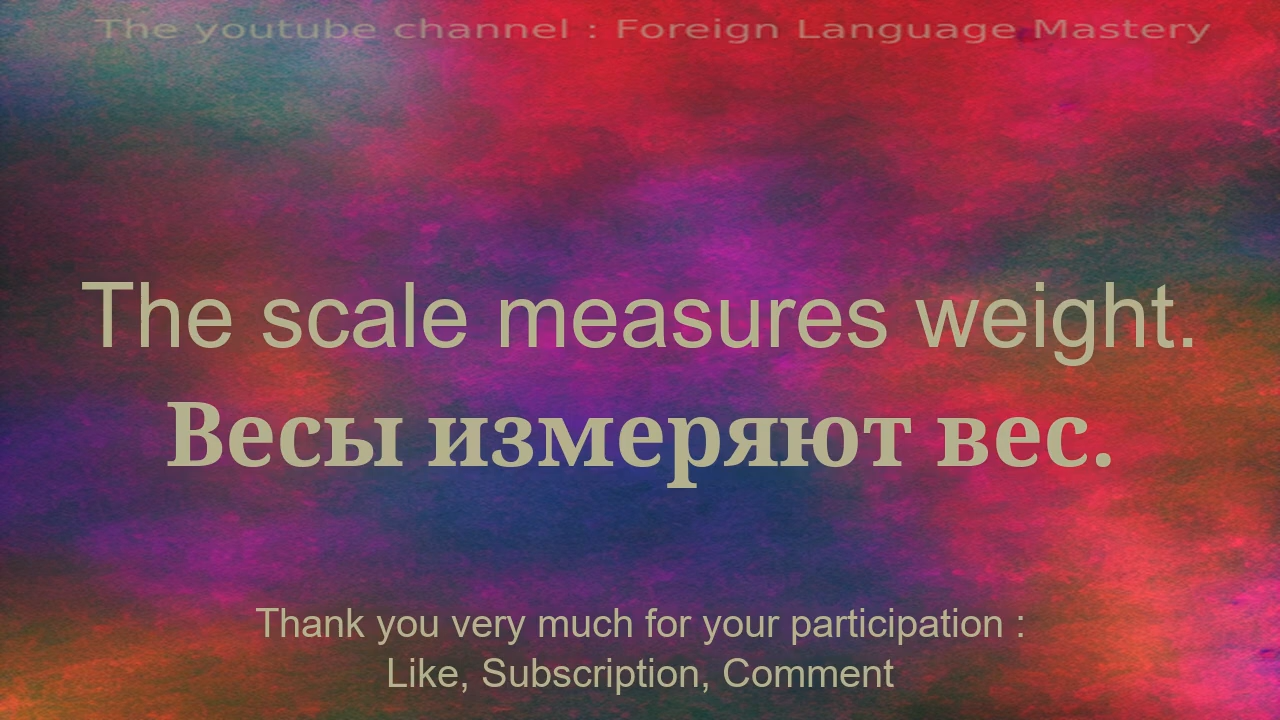 The youtube channel : Foreign Language Mastery
The scale measures weight.
Весы измеряют вес.
Thank you very much for your participation :
Like, Subscription, Comment